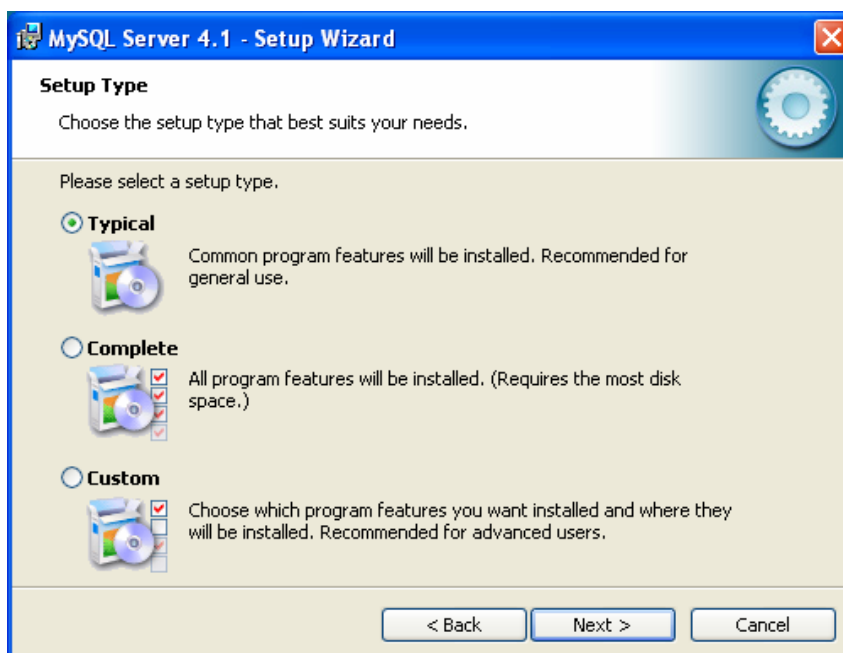 MySQL Server 4.1 - Setup Wizard
Setup Type
Choose the setup type that best suits your needs.
Please select a setup type.
Typical
Common program features will be installed. Recommended for
general use.
Complete
All program features will be installed. (Requires the most disk
space.)
Custom
Choose which program features you want installed and where they
will be installed. Recommended for advanced users.
< Back
Next >
Cancel